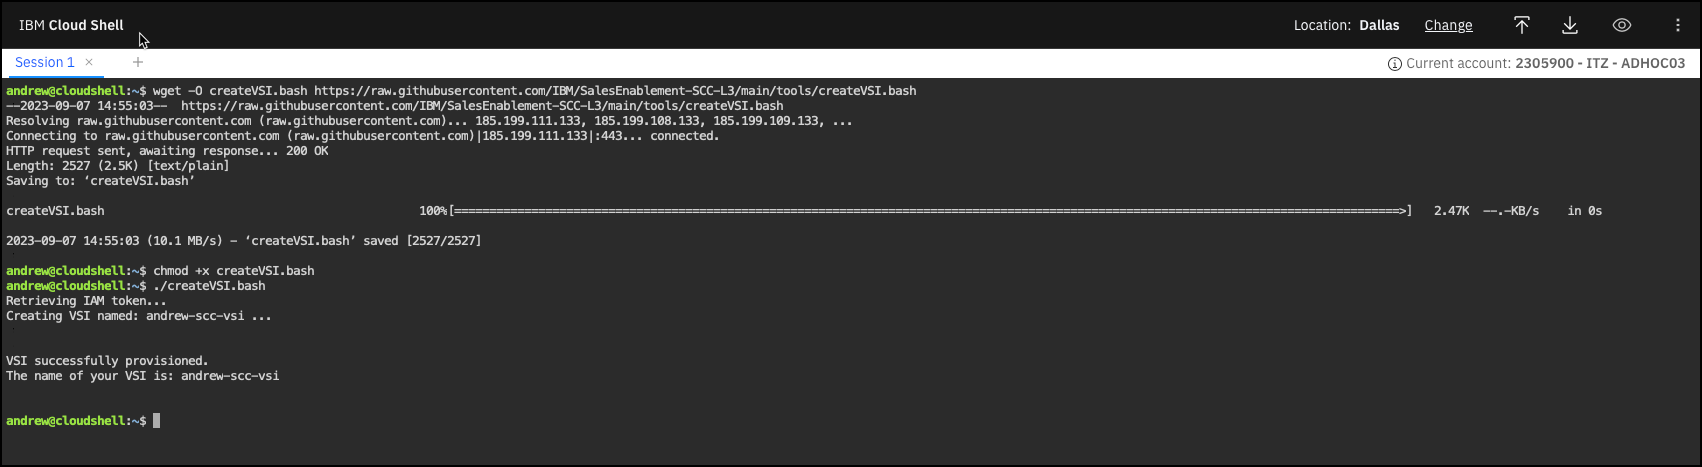 IBM Cloud Shell
Location: Dallas Change
Session 1 × +
Current account: 2305900 - ITZ - ADHOC03
andrew@cloudshell:~$ wget -O createVSI.bash https://raw.githubusercontent.com/IBM/SalesEnablement-SCC-L3/main/tools/createVSI.bash
--2023-09-07 14:55:03--  https://raw.githubusercontent.com/IBM/SalesEnablement-SCC-L3/main/tools/createVSI.bash
Resolving raw.githubusercontent.com (raw.githubusercontent.com)... 185.199.111.133, 185.199.108.133, 185.199.109.133, ...
Connecting to raw.githubusercontent.com (raw.githubusercontent.com)|185.199.111.133|:443... connected.
HTTP request sent, awaiting response... 200 OK
Length: 2527 (2.5K) [text/plain]
Saving to: ‘createVSI.bash’
createVSI.bash 100%[=======================================================================================================================================>] 2.47K --.-KB/s in 0s
2023-09-07 14:55:03 (10.1 MB/s) - ‘createVSI.bash’ saved [2527/2527]
andrew@cloudshell:~$ chmod +x createVSI.bash
andrew@cloudshell:~$ ./createVSI.bash
Retrieving IAM token...
Creating VSI named: andrew-scc-vsi ...
VSI successfully provisioned.
The name of your VSI is: andrew-scc-vsi
andrew@cloudshell:~$